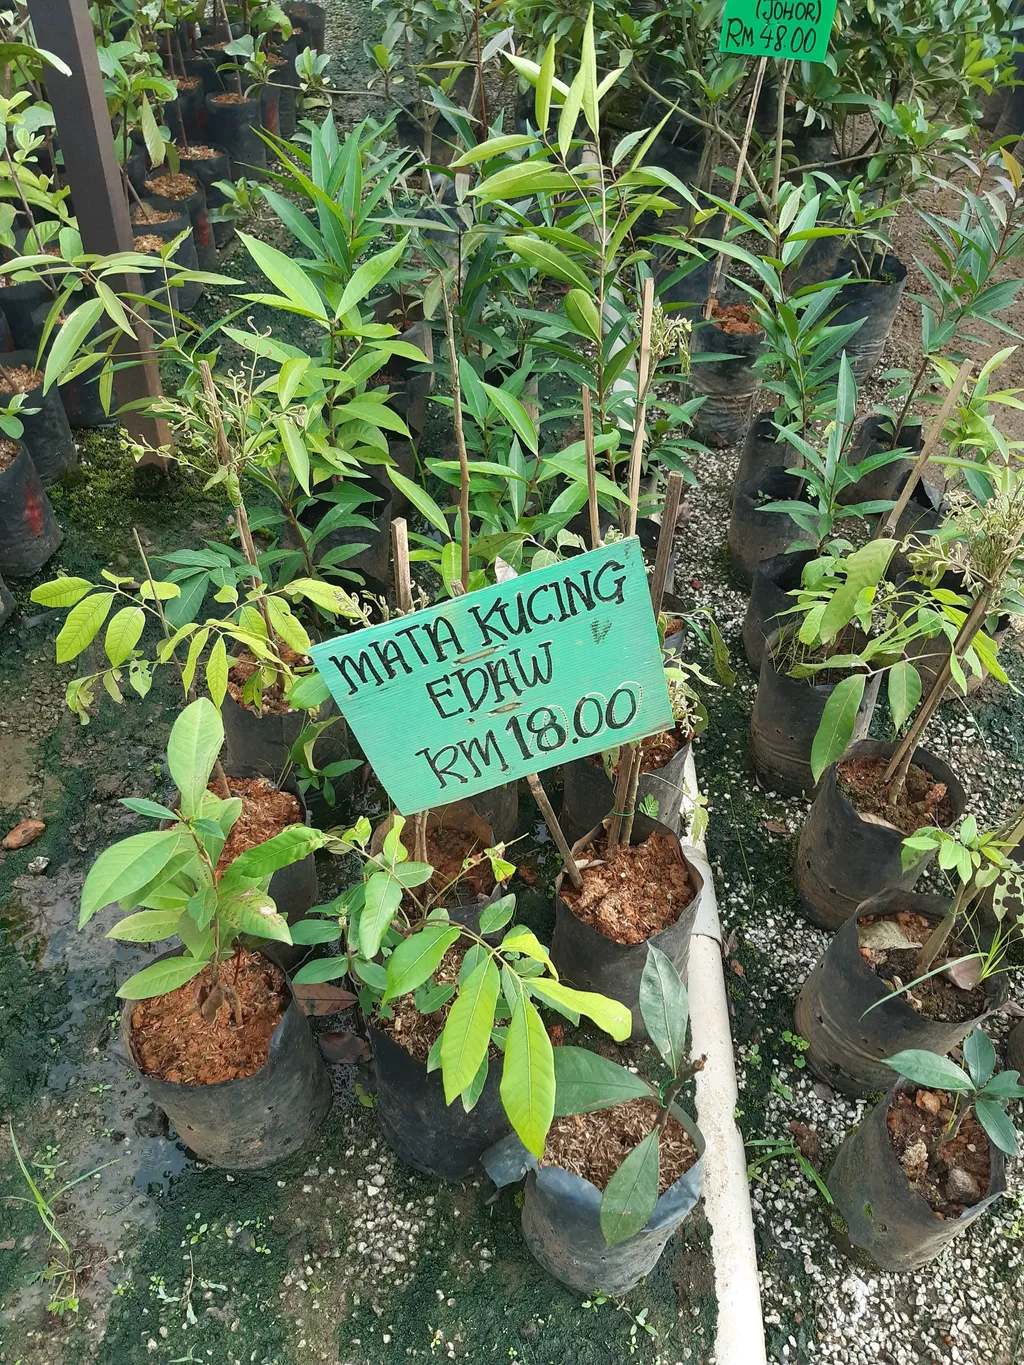 (JOHOR)
RM 48.00
MATA KUCING
EDAW
RM 18.00